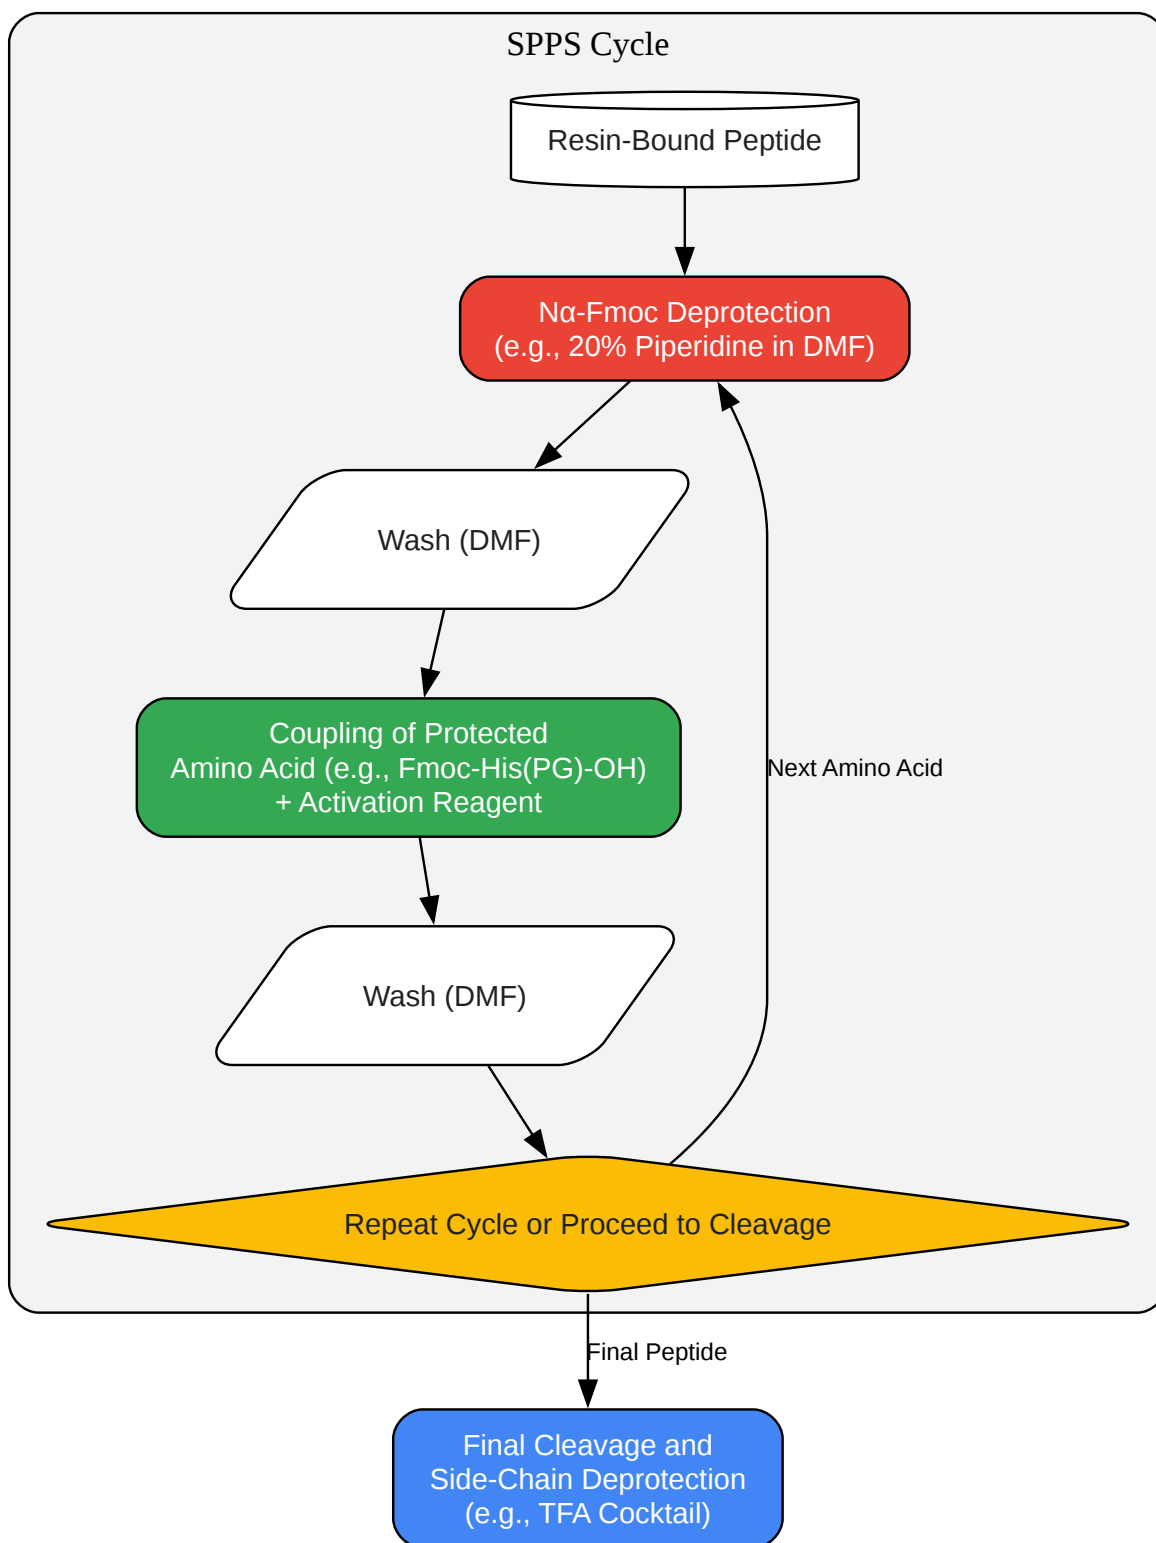 SPPS Cycle
Resin-Bound Peptide
Nα-Fmoc Deprotection
(e.g., 20% Piperidine in DMF)
Wash (DMF)
Coupling of Protected
Amino Acid (e.g., Fmoc-His(PG)-OH)
+ Activation Reagent
Next Amino Acid
Wash (DMF)
Repeat Cycle or Proceed to Cleavage
Final Peptide
Final Cleavage and
Side-Chain Deprotection
(e.g., TFA Cocktail)